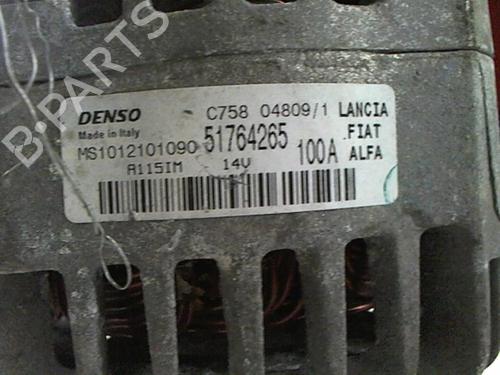 B-PARTS
DENSO C758 04809/1 LANCIA
Made in Italy 51764265 FIAT
MS1012101090 100A ALFA
A115IM 14V